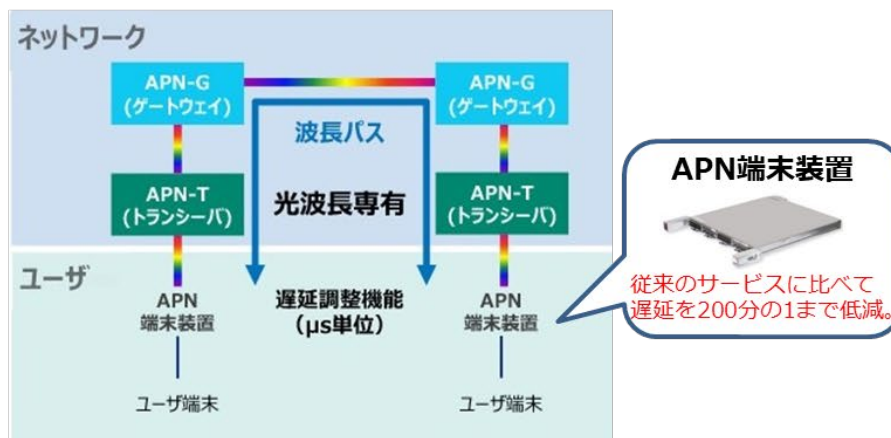 ネットワーク
APN-G
(ゲートウェイ)
APN-G
(ゲートウェイ)
波長パス
APN-T
(トランシーバ)
光波長専有
APN-T
(トランシーバ)
ユーザ
APN
端末装置
遅延調整機能
(μs単位)
APN
端末装置
ユーザ端末
ユーザ端末
APN端末装置
従来のサービスに比べて
遅延を200分の1まで低減。